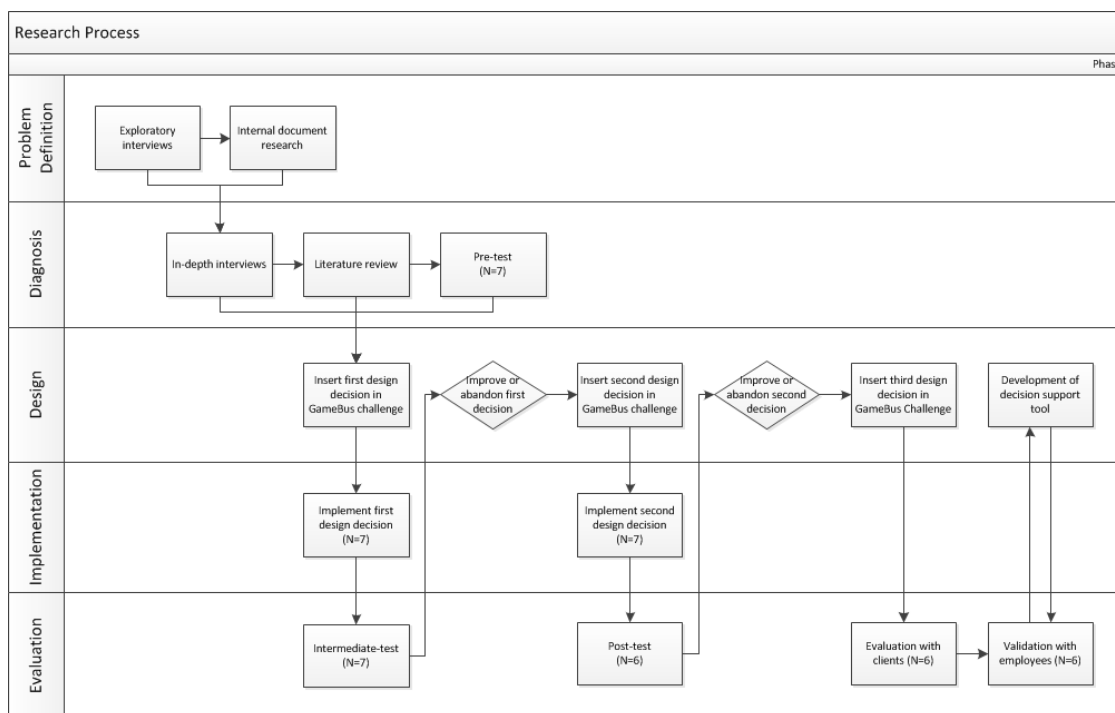 Research Process
Phas
Problem
Definition
Exploratory
interviews
Internal document
research
Diagnosis
In-depth interviews
Literature review
Pre-test
(N=7)
Design
Insert first design
decision in
GameBus challenge
Improve or
abandon first
decision
Insert second design
decision in
GameBus challenge
Improve or
abandon second
decision
Insert third design
decision in
GameBus Challenge
Development of
decision support
tool
Implementation
Implement first
design decision
(N=7)
Implement second
design decision
(N=7)
Evaluation
Intermediate-test
(N=7)
Post-test
(N=6)
Evaluation with
clients (N=6)
Validation with
employees (N=6)